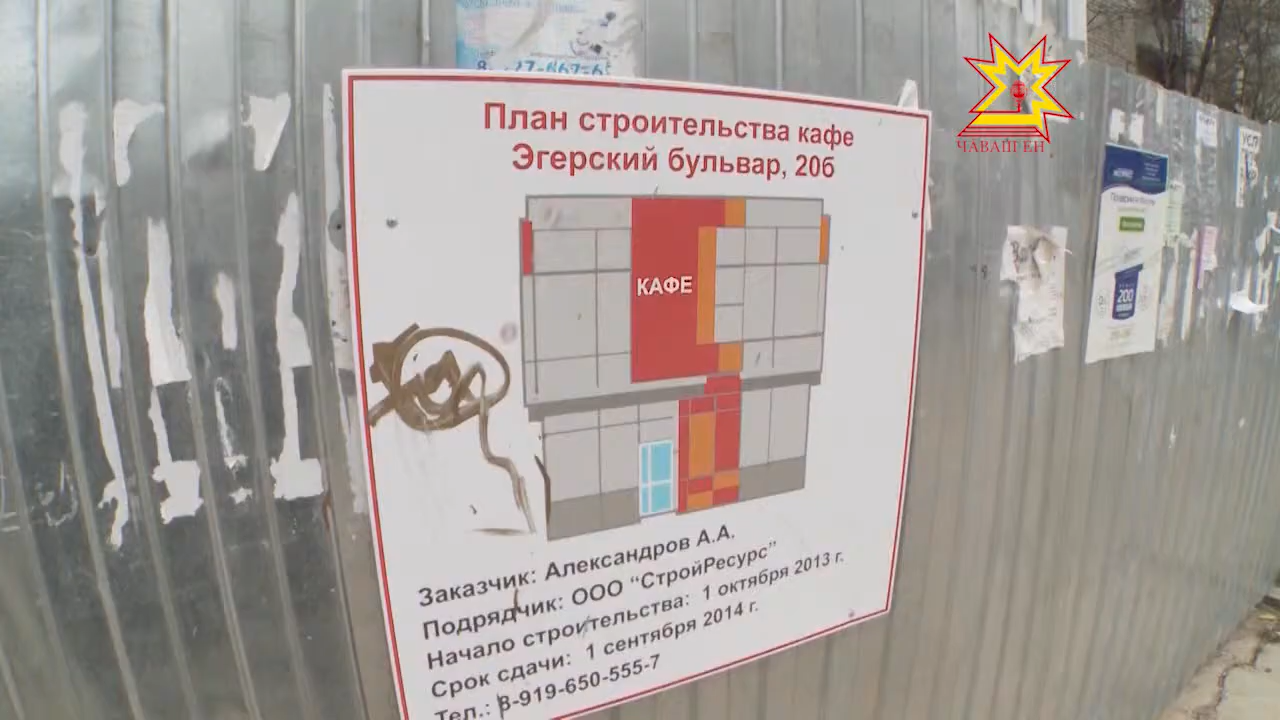 План строительства кафе
Эгерский бульвар, 20б
КАФЕ
Заказчик: Александров А.А.
Подрядчик: ООО “СтройРесурс”
Начало строительства: 1 октября 2013 г.
Срок сдачи: 1 сентября 2014 г.
Тел.: 8-919-650-555-7
ЧАВАШ ЕН
200